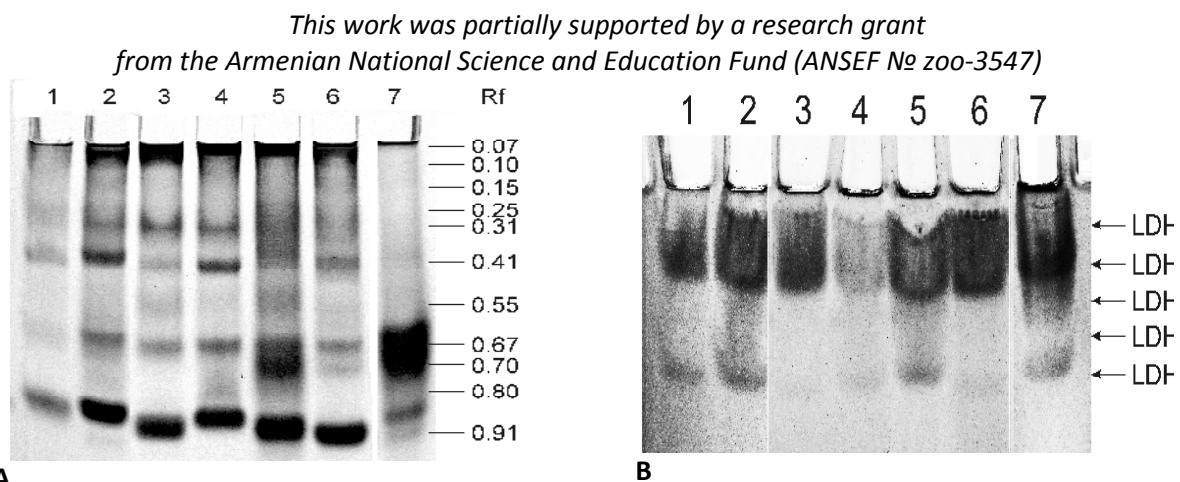 This work was partially supported by a research grant
from the Armenian National Science and Education Fund (ANSEF № zoo-3547)
1 2 3 4 5 6 7 Rf
0.07
0.10
0.15
0.25
0.31
0.41
0.55
0.67
0.70
0.80
0.91
A
1 2 3 4 5 6 7
LDH
LDH
LDH
LDH
LDH
B